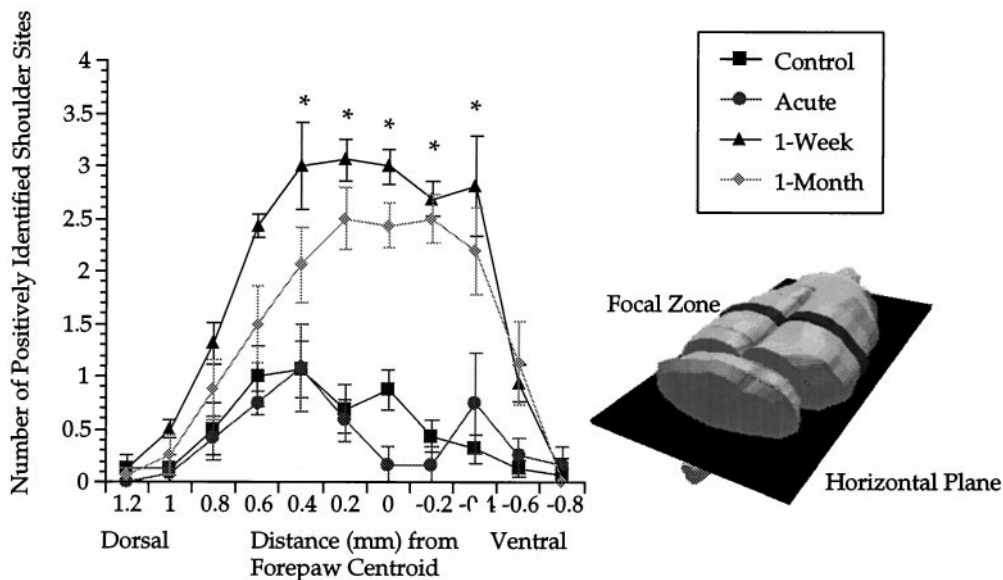 Number of Positively Identified Shoulder Sites
4
3.5
3
2.5
2
1.5
1
0.5
0
* * * * *
1.2 1 0.8 0.6 0.4 0.2 0 -0.2 -0.6 -0.8
Dorsal
Distance (mm) from
Forepaw Centroid
Ventral
Control
Acute
1-Week
1-Month
Focal Zone
Horizontal Plane